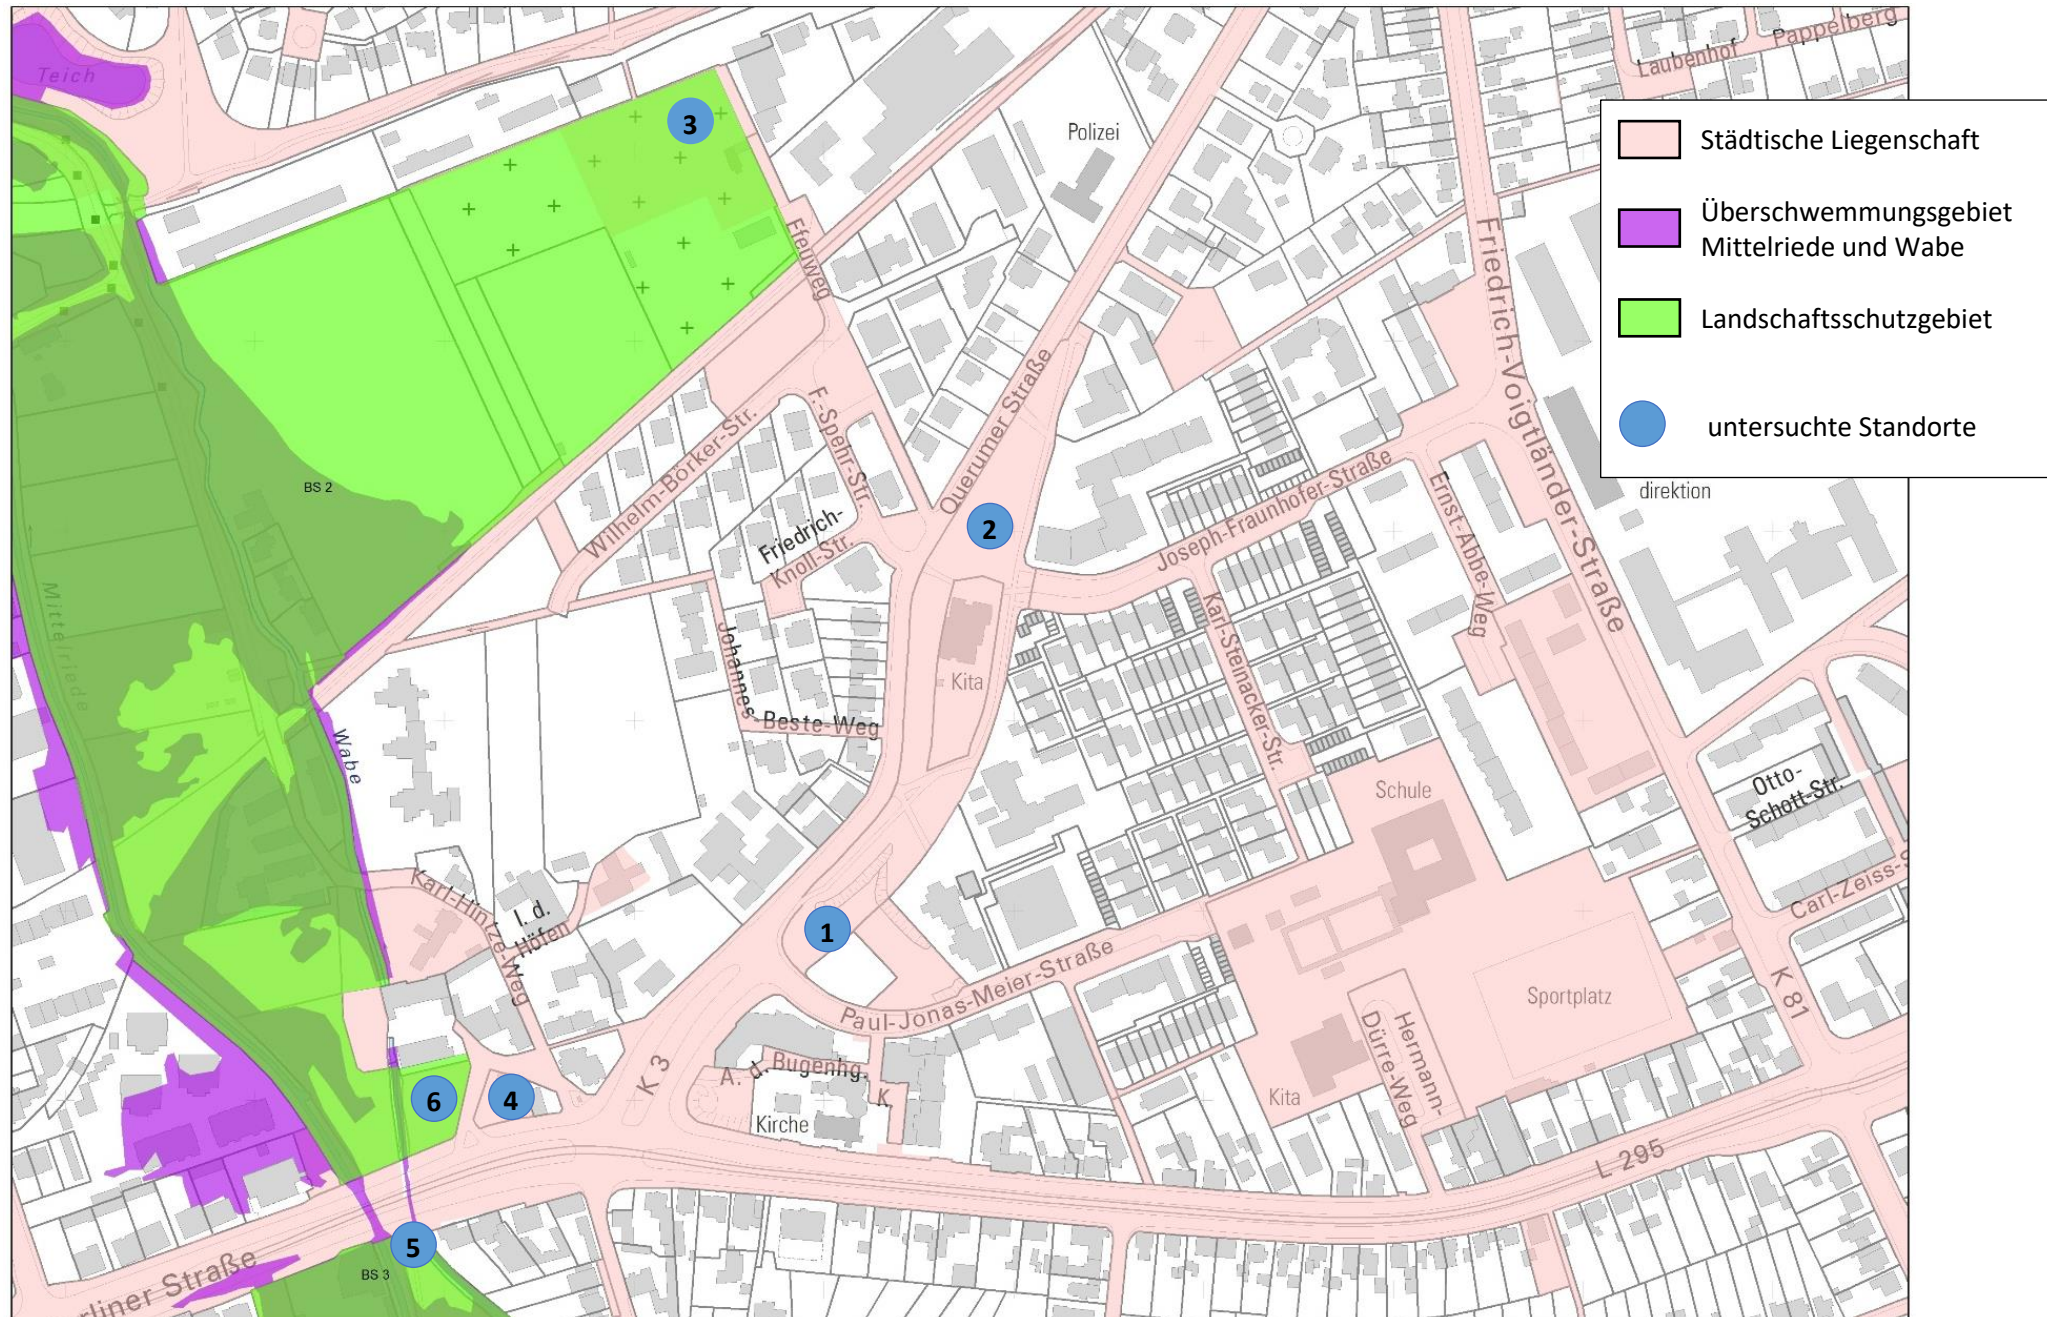 Teich
Laubenhof
Pappelberg
Städtische Liegenschaft
Überschwemmungsgebiet
Mittelriede und Wabe
Landschaftsschutzgebiet
untersuchte Standorte
3
Polizei
Friedrich-Voigtländer-Straße
Querumer Straße
F.-Spehr-Str.
Wilhelm-Börker-Str.
BS 2
Friedrich-
Knoll-Str.
2
Joseph-Fraunhofer-Straße
Ernst-Abbe-Weg
direktion
Mittelriede
Johannes-Beste-Weg
Kita
Karl-Steinacker-Str.
Wabe
Schule
Otto-
Schott-Str.
Karl-Hintze-Weg
I. d.
Höfen
1
Carl-Zeiss-S
Paul-Jonas-Meier-Straße
Sportplatz
K 81
Hermann-
Dürre-Weg
K 3
A. d. Bugenhg.
K.
Kirche
Kita
6
4
L 295
5
BS 3
rliner Straße